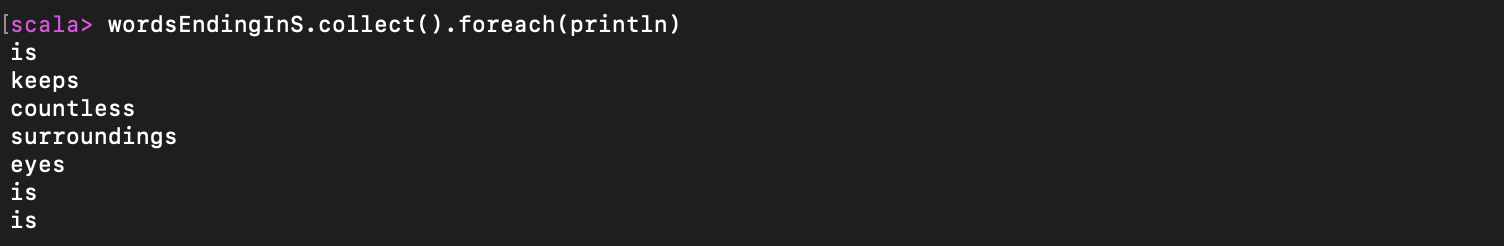 [scala> wordsEndingInS.collect().foreach(println)
is
keeps
countless
surroundings
eyes
is
is